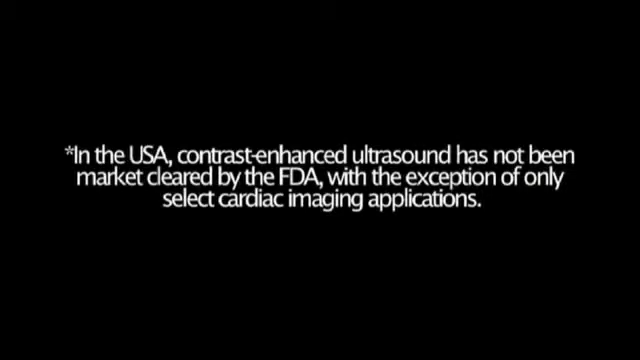 *In the USA, contrast-enhanced ultrasound has not been
market cleared by the FDA, with the exception of only
select cardiac imaging applications.